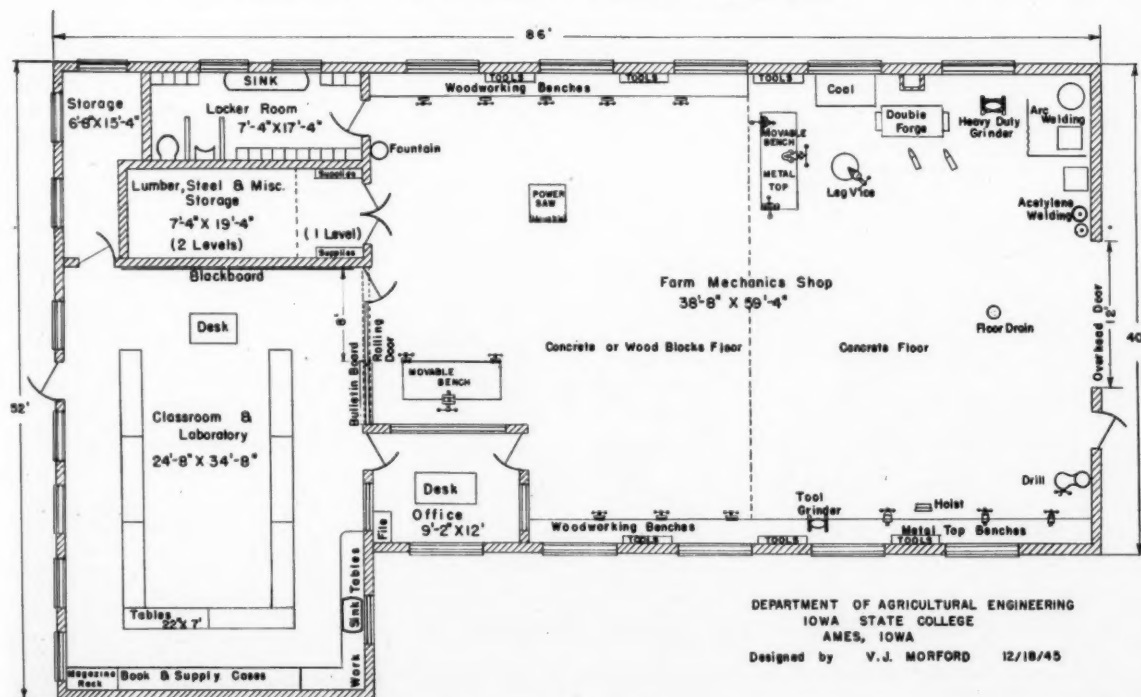 86'
Storage
6'-8"X15'-4"
SINK
Locker Room
7'-4"X17'-4"
TOOLS
TOOLS
TOOLS
Woodworking Benches
Coal
Double
Forge
Heavy Duty
Grinder
Arc
Welding
Fountain
MOVABLE
BENCH
METAL
TOP
Leg Vice
Lumber, Steel & Misc.
Storage
7'-4"X 19'-4"
(2 Levels)
Supplies
(1 Level)
Supplies
POWER
SAW
Movable
Acetylene
Welding
Blackboard
Desk
8'
Rolling
Door
Bulletin Board
Farm Mechanics Shop
38'-8" X 59'-4"
Floor Drain
Overhead Door
12'
40'
Concrete or Wood Blocks Floor
Concrete Floor
MOVABLE
BENCH
52'
Classroom &
Laboratory
24'-8"X 34'-8"
Desk
Office
9'-2"X12'
File
Drill
Tool
Grinder
Hoist
Woodworking Benches
Metal Top Benches
TOOLS
TOOLS
TOOLS
Tables
22"X 7'
Work
Sink
Tables
Magazine
Rack
Book & Supply Cases
DEPARTMENT OF AGRICULTURAL ENGINEERING
IOWA STATE COLLEGE
AMES, IOWA
Designed by V.J. MORFORD 12/18/45